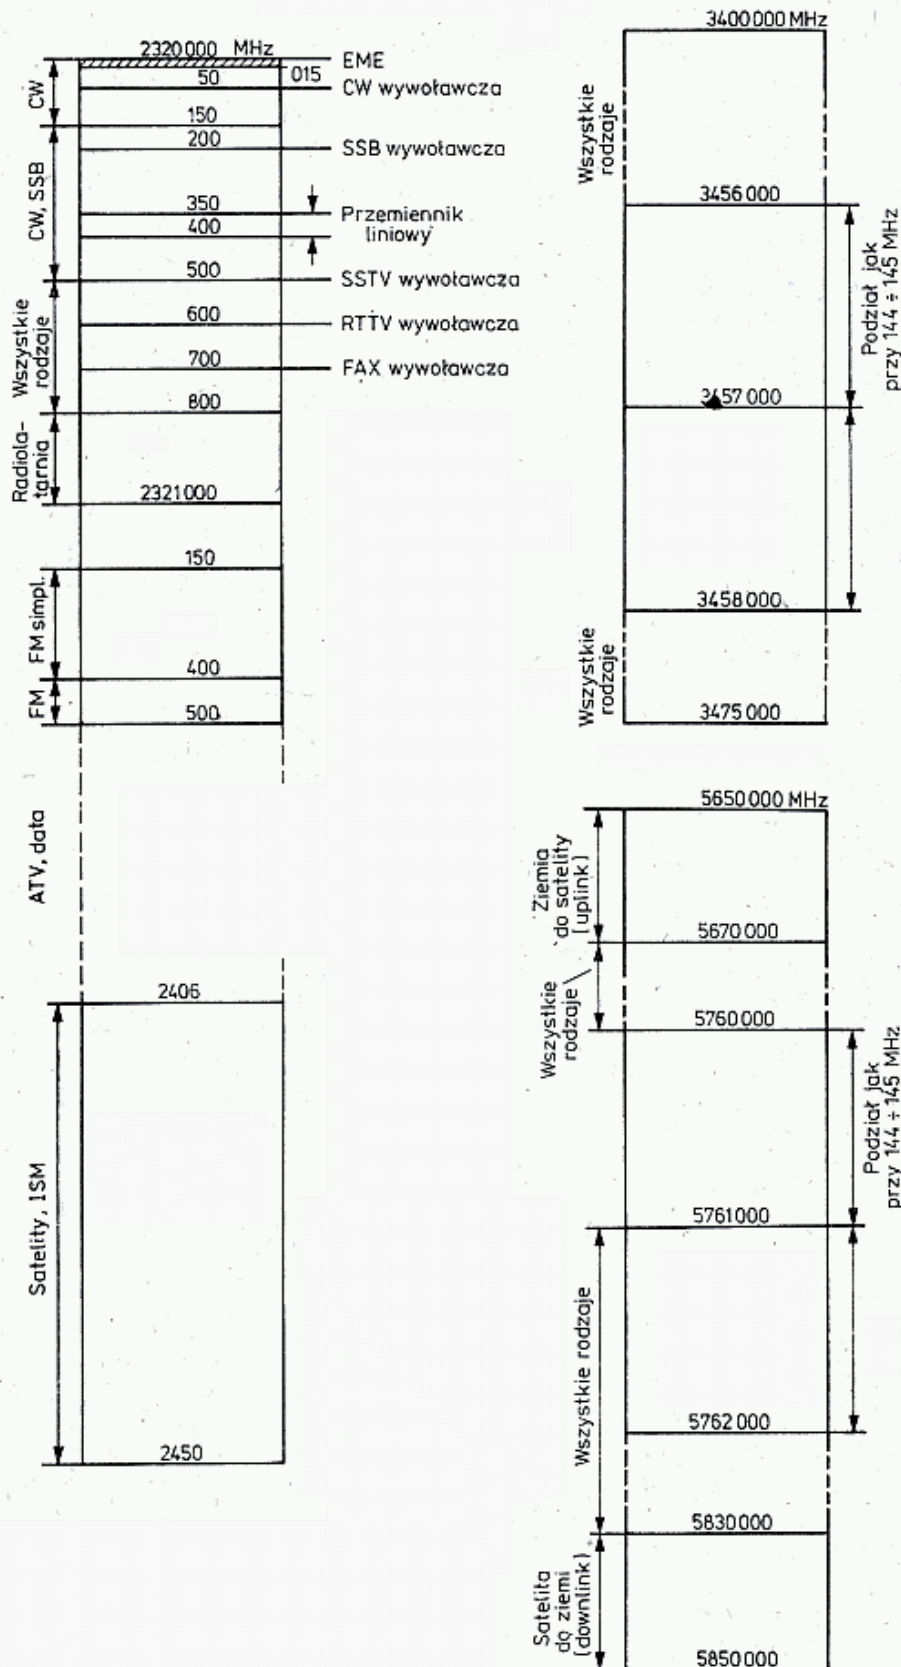 2320000 MHz
EME
015
50
CW wywoławcza
CW
150
200
SSB wywoławcza
CW, SSB
350
Przemiennik
liniowy
400
500
SSTV wywoławcza
600
RTTV wywoławcza
Wszystkie
rodzaje
700
FAX wywoławcza
800
Radiola-
tarnia
2321000
150
FM simpl.
400
FM
500
ATV, data
2406
Satelity, ISM
2450
3400000 MHz
Wszystkie
rodzaje
3456000
Podział jak
przy 144 ÷ 145 MHz
3457000
3458000
Wszystkie
rodzaje
3475000
5650000 MHz
Ziemia
do satelity
(uplink)
5670000
Wszystkie
rodzaje
5760000
Podział jak
przy 144 ÷ 145 MHz
5761000
Wszystkie rodzaje
5762000
5830000
Satelita
do ziemi
(downlink)
5850000